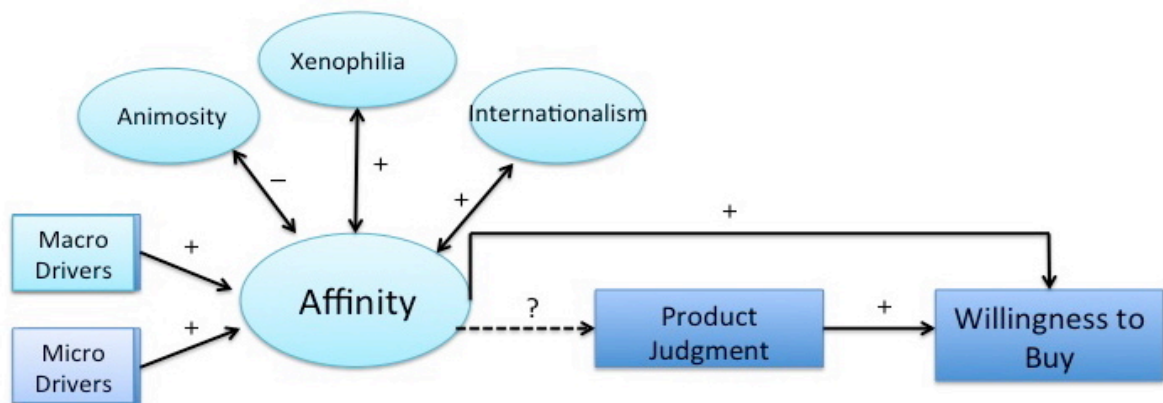 Xenophilia
Animosity
Internationalism
+
–
+
+
Macro
Drivers
+
Affinity
?
Product
Judgment
+
Willingness to
Buy
+
Micro
Drivers